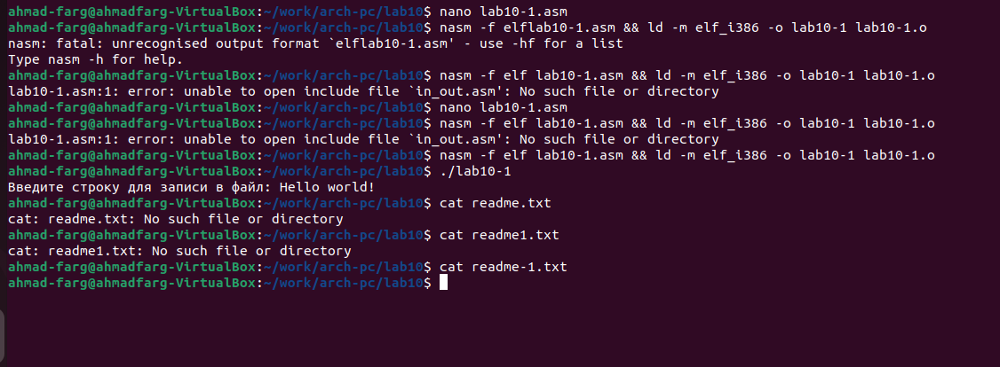 ahmad-farg@ahmadfarg-VirtualBox:~/work/arch-pc/lab10$ nano lab10-1.asm
ahmad-farg@ahmadfarg-VirtualBox:~/work/arch-pc/lab10$ nasm -f elflab10-1.asm && ld -m elf_i386 -o lab10-1 lab10-1.o
nasm: fatal: unrecognised output format `elflab10-1.asm' - use -hf for a list
Type nasm -h for help.
ahmad-farg@ahmadfarg-VirtualBox:~/work/arch-pc/lab10$ nasm -f elf lab10-1.asm && ld -m elf_i386 -o lab10-1 lab10-1.o
lab10-1.asm:1: error: unable to open include file `in_out.asm': No such file or directory
ahmad-farg@ahmadfarg-VirtualBox:~/work/arch-pc/lab10$ nano lab10-1.asm
ahmad-farg@ahmadfarg-VirtualBox:~/work/arch-pc/lab10$ nasm -f elf lab10-1.asm && ld -m elf_i386 -o lab10-1 lab10-1.o
lab10-1.asm:1: error: unable to open include file `in_out.asm': No such file or directory
ahmad-farg@ahmadfarg-VirtualBox:~/work/arch-pc/lab10$ nasm -f elf lab10-1.asm && ld -m elf_i386 -o lab10-1 lab10-1.o
ahmad-farg@ahmadfarg-VirtualBox:~/work/arch-pc/lab10$ ./lab10-1
Введите строку для записи в файл: Hello world!
ahmad-farg@ahmadfarg-VirtualBox:~/work/arch-pc/lab10$ cat readme.txt
cat: readme.txt: No such file or directory
ahmad-farg@ahmadfarg-VirtualBox:~/work/arch-pc/lab10$ cat readme1.txt
cat: readme1.txt: No such file or directory
ahmad-farg@ahmadfarg-VirtualBox:~/work/arch-pc/lab10$ cat readme-1.txt
ahmad-farg@ahmadfarg-VirtualBox:~/work/arch-pc/lab10$